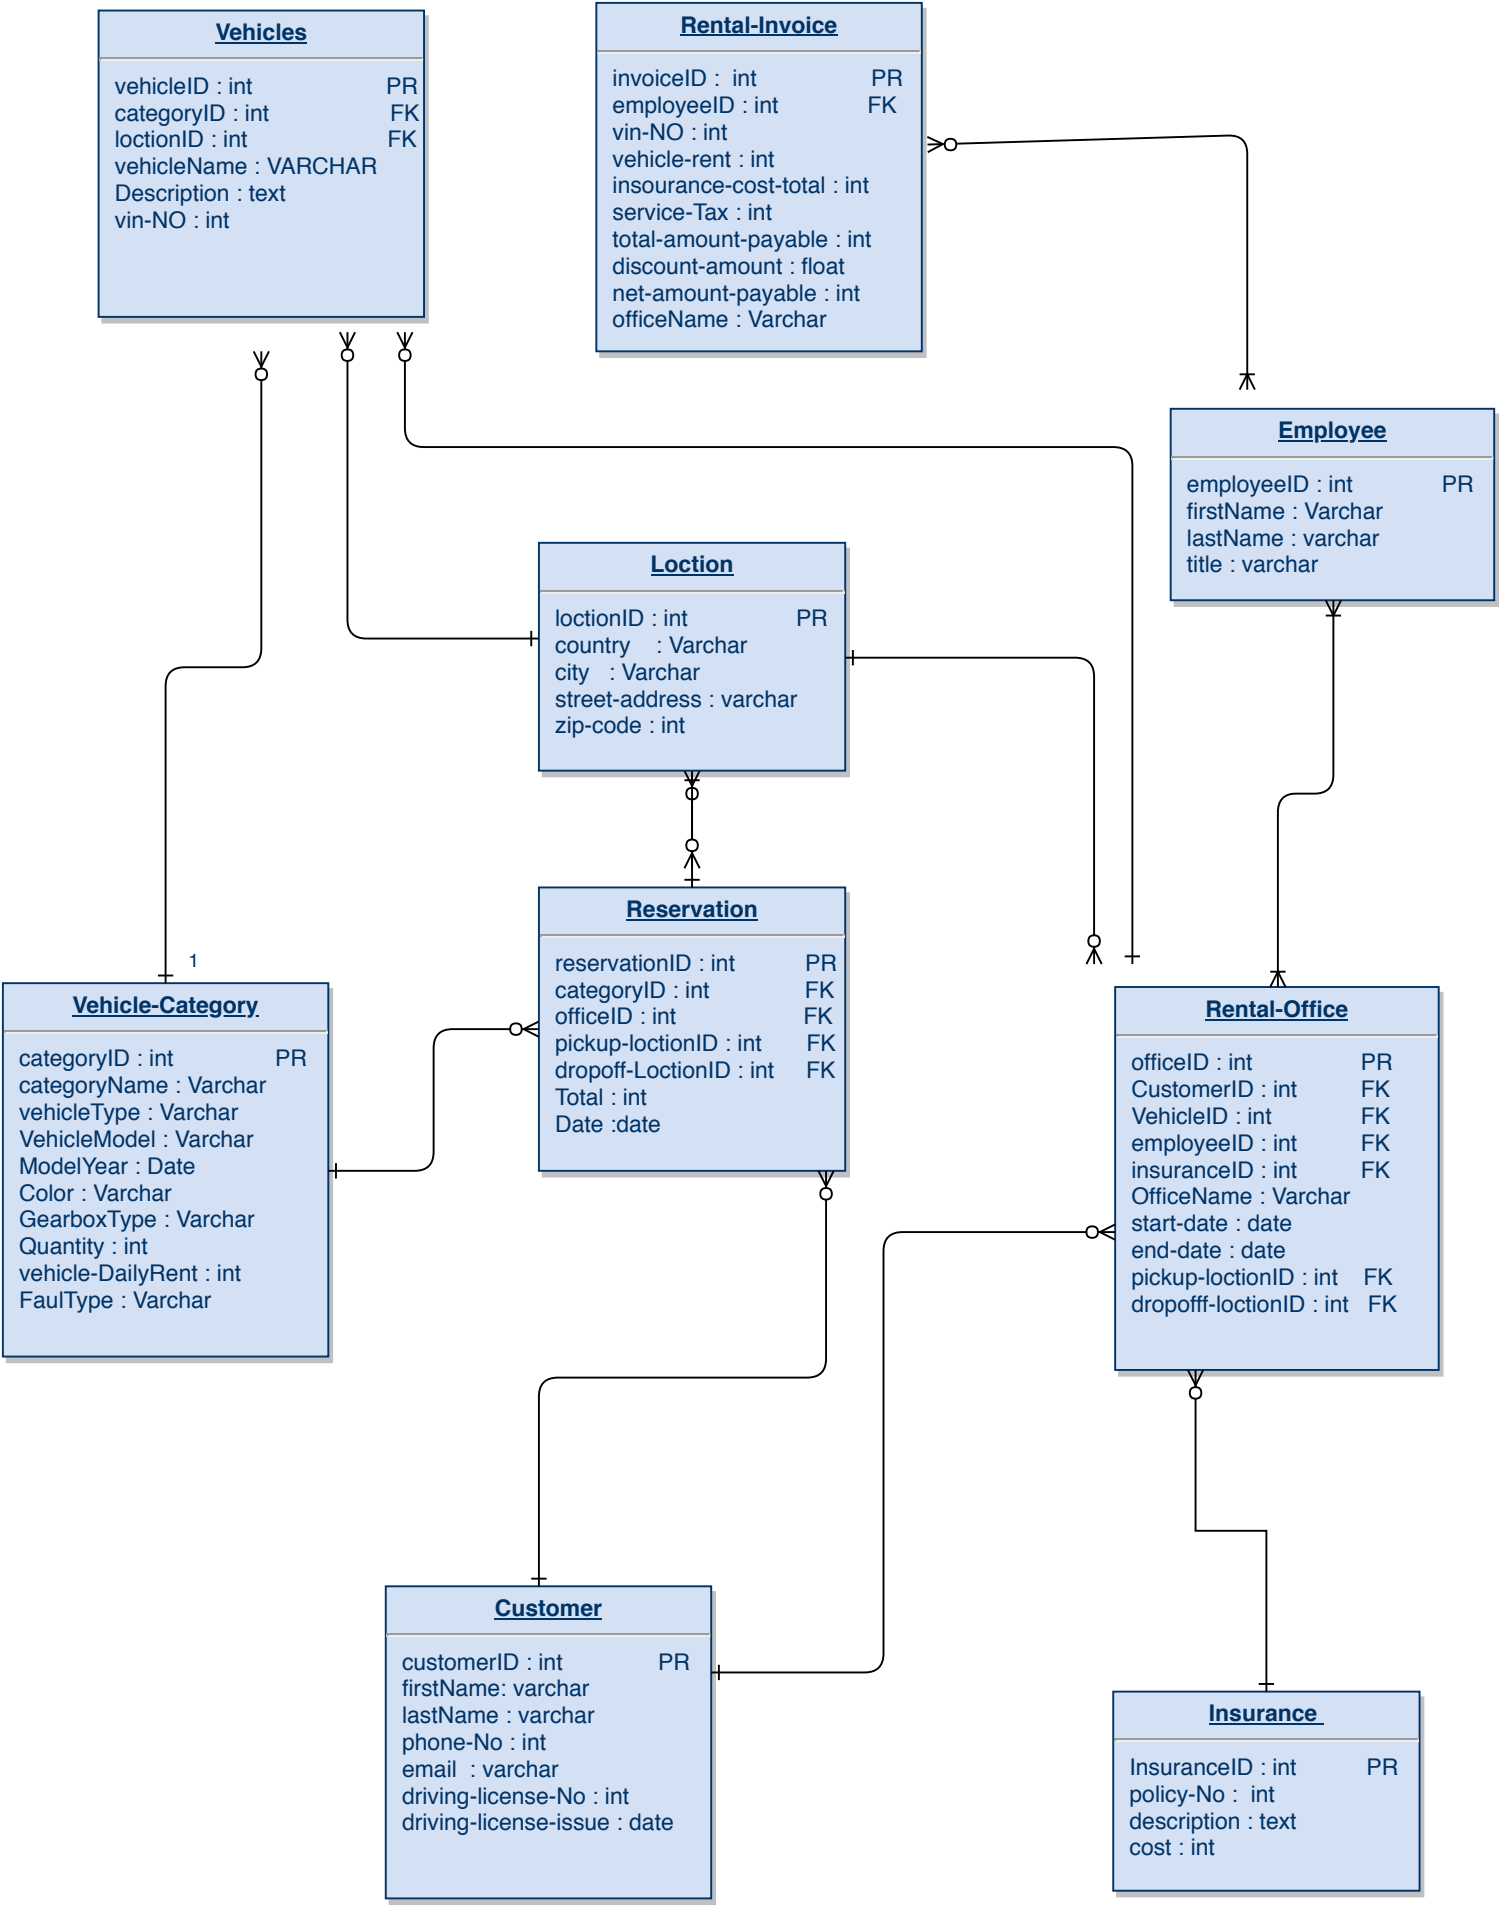 Vehicles
vehicleID : int PR
categoryID : int FK
loctionID : int FK
vehicleName : VARCHAR
Description : text
vin-NO : int
Rental-Invoice
invoiceID :  int PR
employeeID : int FK
vin-NO : int
vehicle-rent : int
insourance-cost-total : int
service-Tax : int
total-amount-payable : int
discount-amount : float
net-amount-payable : int
officeName : Varchar
Employee
employeeID : int PR
firstName : Varchar
lastName : varchar
title : varchar
Loction
loctionID : int PR
country    : Varchar
city   : Varchar
street-address : varchar
zip-code : int
1
Vehicle-Category
categoryID : int PR
categoryName : Varchar
vehicleType : Varchar
VehicleModel : Varchar
ModelYear : Date
Color : Varchar
GearboxType : Varchar
Quantity : int
vehicle-DailyRent : int
FaulType : Varchar
Reservation
reservationID : int PR
categoryID : int FK
officeID : int FK
pickup-loctionID : int FK
dropoff-LoctionID : int FK
Total : int
Date :date
Rental-Office
officeID : int PR
CustomerID : int FK
VehicleID : int FK
employeeID : int FK
insuranceID : int FK
OfficeName : Varchar
start-date : date
end-date : date
pickup-loctionID : int FK
dropofff-loctionID : int FK
Customer
customerID : int PR
firstName: varchar
lastName : varchar
phone-No : int
email  : varchar
driving-license-No : int
driving-license-issue : date
Insurance
InsuranceID : int PR
policy-No :  int
description : text
cost : int